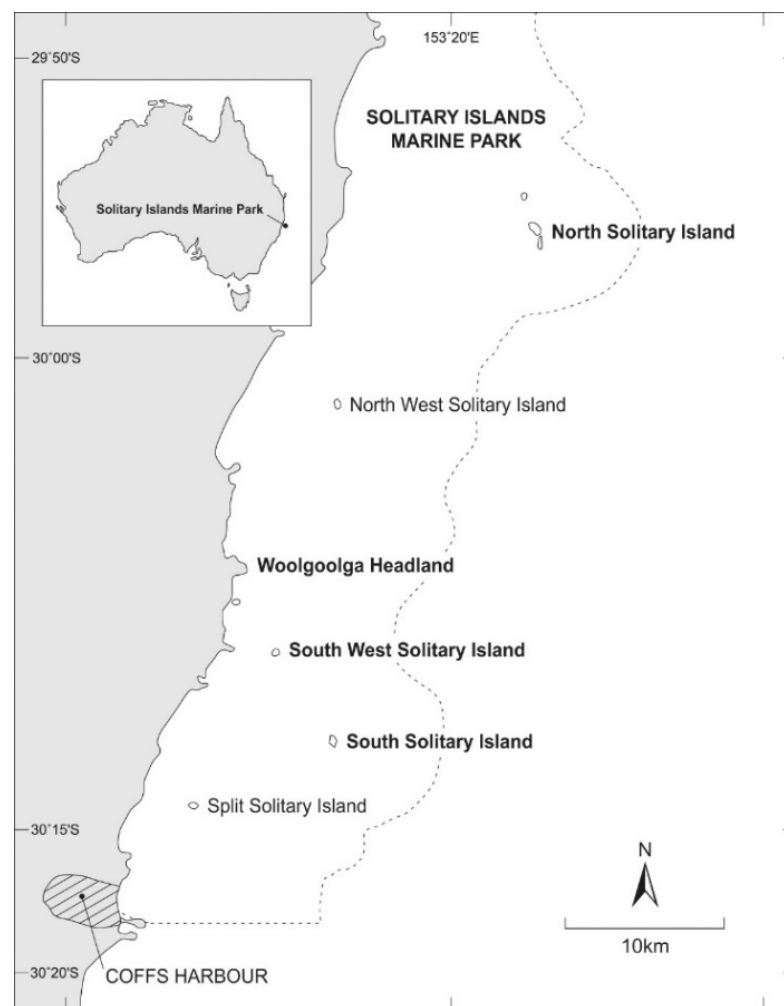 153°20'E
29°50'S
SOLITARY ISLANDS
MARINE PARK
Solitary Islands Marine Park
North Solitary Island
30°00'S
North West Solitary Island
Woolgoolga Headland
South West Solitary Island
South Solitary Island
Split Solitary Island
30°15'S
N
10km
30°20'S
COFFS HARBOUR